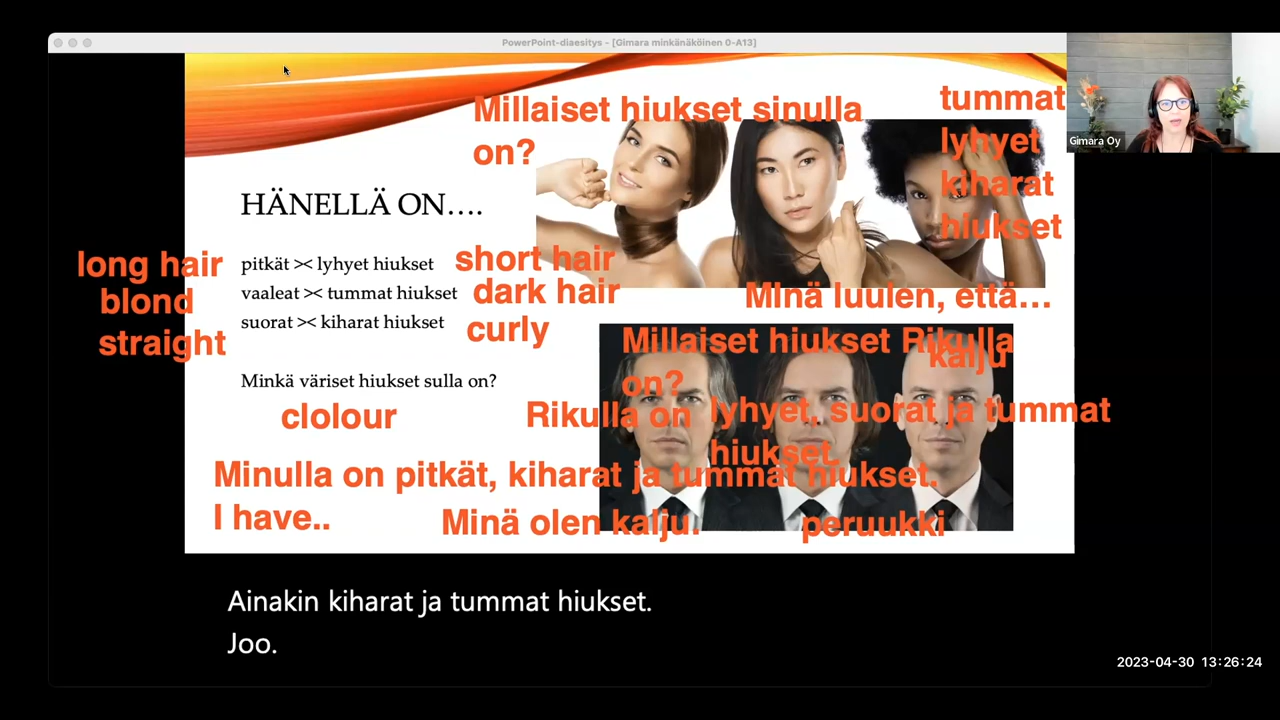 PowerPoint-diaesitys - [Gimara minkänäköinen 0-A13]
Gimara Oy
Millaiset hiukset sinulla
on?
tummat
lyhyet
kiharat
hiukset
HÄNELLÄ ON….
long hair
pitkät >< lyhyet hiukset
short hair
blond
vaaleat >< tummat hiukset
dark hair
straight
suorat >< kiharat hiukset
curly
Minä luulen, että…
Millaiset hiukset Rikulla
on?
kalju
Minkä väriset hiukset sulla on?
clolour
Rikulla on
lyhyet, suorat ja tummat
hiukset.
Minulla on pitkät, kiharat ja tummat hiukset.
I have..
Minä olen kalju.
peruukki
Ainakin kiharat ja tummat hiukset.
Joo.
2023-04-30 13:26:24